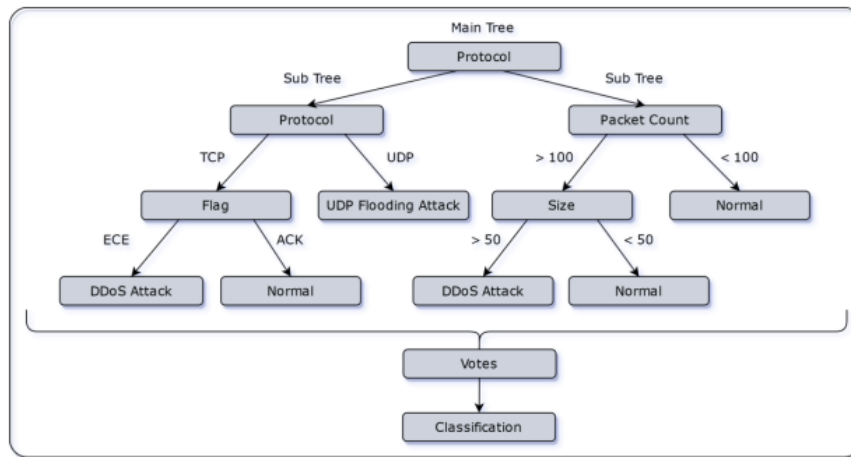 Main Tree
Protocol
Sub Tree
Sub Tree
Protocol
Packet Count
TCP
UDP
> 100
< 100
Flag
UDP Flooding Attack
Size
Normal
ECE
ACK
> 50
< 50
DDoS Attack
Normal
DDoS Attack
Normal
Votes
Classification